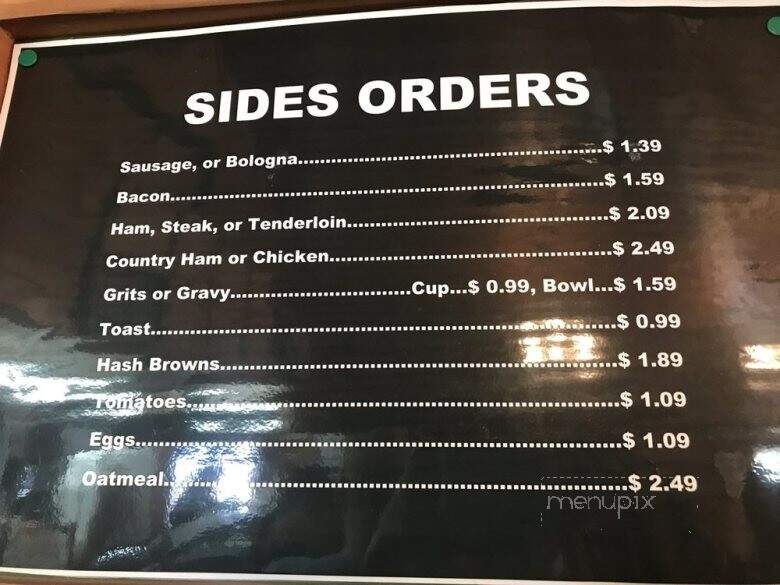 SIDES ORDERS
Sausage, or Bologna...........................................................$ 1.39
Bacon.....................................................................................$ 1.59
Ham, Steak, or Tenderloin....................................................$ 2.09
Country Ham or Chicken.......................................................$ 2.49
Grits or Gravy...............................Cup...$ 0.99, Bowl...$ 1.59
Toast.......................................................................................$ 0.99
Hash Browns..........................................................................$ 1.89
Tomatoes................................................................................$ 1.09
Eggs........................................................................................$ 1.09
Oatmeal...................................................................................$ 2.49
menupix